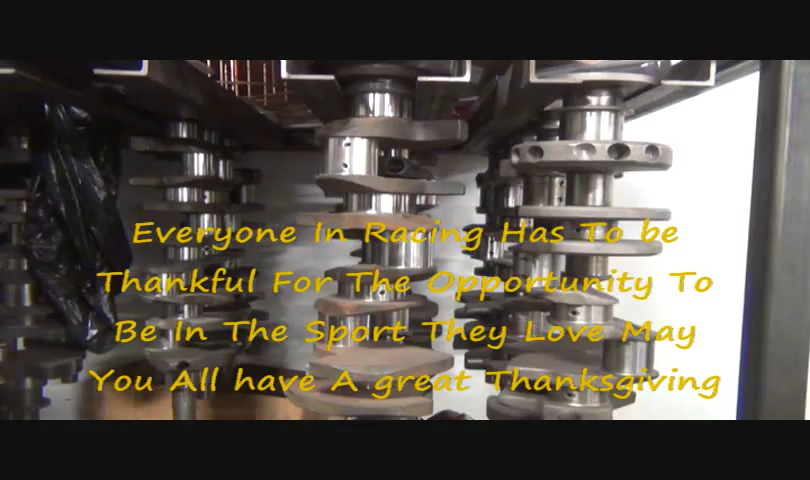 Everyone In Racing Has To be
Thankful For The Opportunity To
Be In The Sport They Love May
You All have A great Thanksgiving